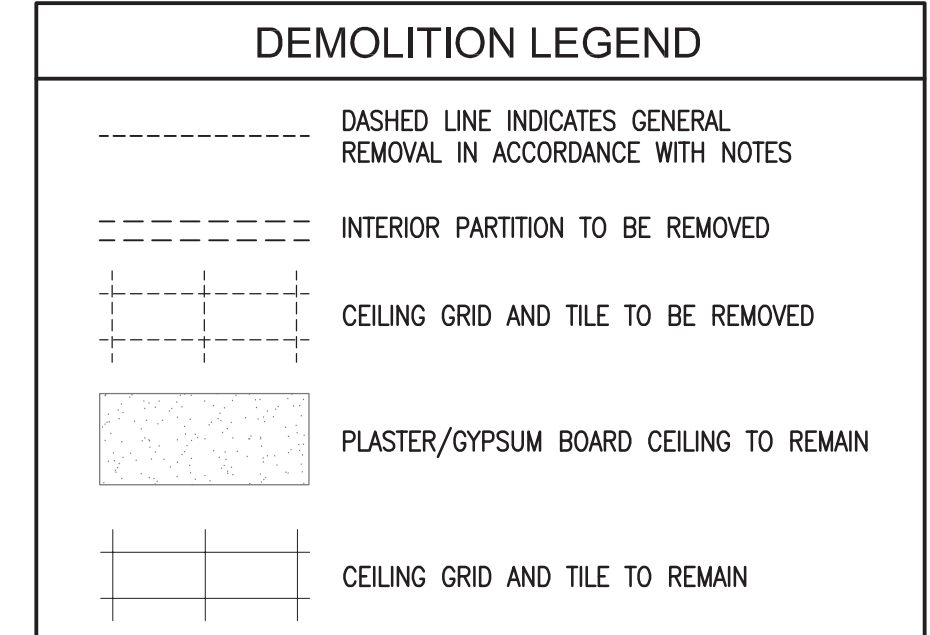 DEMOLITION LEGEND
DASHED LINE INDICATES GENERAL
REMOVAL IN ACCORDANCE WITH NOTES
INTERIOR PARTITION TO BE REMOVED
CEILING GRID AND TILE TO BE REMOVED
PLASTER/GYPSUM BOARD CEILING TO REMAIN
CEILING GRID AND TILE TO REMAIN